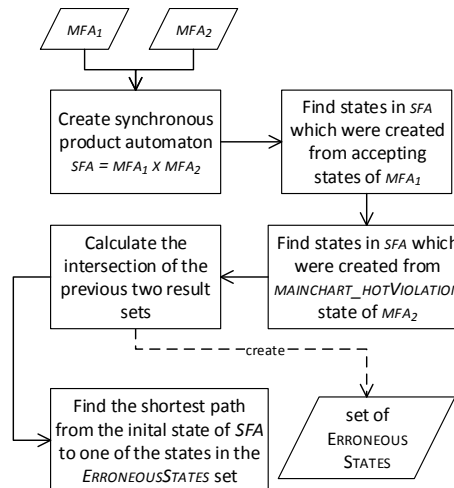 MFA1
MFA2
Create synchronous
product automaton
SFA = MFA1 X MFA2
Find states in SFA
which were created
from accepting
states of MFA1
Calculate the
intersection of the
previous two result
sets
Find states in SFA which
were created from
MAINCHART_HOTVIOLATION
state of MFA2
create
Find the shortest path
from the inital state of SFA
to one of the states in the
ERRONEOUSSTATES set
set of
ERRONEOUS
STATES